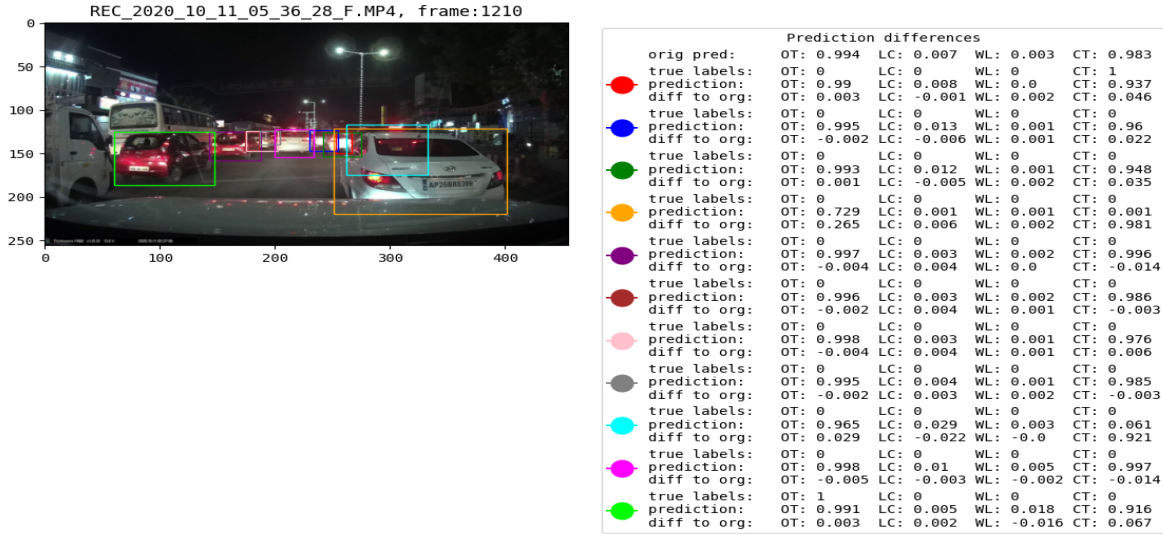 REC_2020_10_11_05_36_28_F.MP4, frame:1210
0
50
100
150
200
250
0 100 200 300 400
AP26BR6399
Prediction differences
orig pred: OT: 0.994 LC: 0.007 WL: 0.003 CT: 0.983
true labels: OT: 0 LC: 0 WL: 0 CT: 1
prediction: OT: 0.99 LC: 0.008 WL: 0.0 CT: 0.937
diff to org: OT: 0.003 LC: -0.001 WL: 0.002 CT: 0.046
true labels: OT: 0 LC: 0 WL: 0 CT: 0
prediction: OT: 0.995 LC: 0.013 WL: 0.001 CT: 0.96
diff to org: OT: -0.002 LC: -0.006 WL: 0.001 CT: 0.022
true labels: OT: 0 LC: 0 WL: 0 CT: 0
prediction: OT: 0.993 LC: 0.012 WL: 0.001 CT: 0.948
diff to org: OT: 0.001 LC: -0.005 WL: 0.002 CT: 0.035
true labels: OT: 0 LC: 0 WL: 0 CT: 0
prediction: OT: 0.729 LC: 0.001 WL: 0.001 CT: 0.001
diff to org: OT: 0.265 LC: 0.006 WL: 0.002 CT: 0.981
true labels: OT: 0 LC: 0 WL: 0 CT: 0
prediction: OT: 0.997 LC: 0.003 WL: 0.002 CT: 0.996
diff to org: OT: -0.004 LC: 0.004 WL: 0.0 CT: -0.014
true labels: OT: 0 LC: 0 WL: 0 CT: 0
prediction: OT: 0.996 LC: 0.003 WL: 0.002 CT: 0.986
diff to org: OT: -0.002 LC: 0.004 WL: 0.001 CT: -0.003
true labels: OT: 0 LC: 0 WL: 0 CT: 0
prediction: OT: 0.998 LC: 0.003 WL: 0.001 CT: 0.976
diff to org: OT: -0.004 LC: 0.004 WL: 0.001 CT: 0.006
true labels: OT: 0 LC: 0 WL: 0 CT: 0
prediction: OT: 0.995 LC: 0.004 WL: 0.001 CT: 0.985
diff to org: OT: -0.002 LC: 0.003 WL: 0.002 CT: -0.003
true labels: OT: 0 LC: 0 WL: 0 CT: 0
prediction: OT: 0.965 LC: 0.029 WL: 0.003 CT: 0.061
diff to org: OT: 0.029 LC: -0.022 WL: -0.0 CT: 0.921
true labels: OT: 0 LC: 0 WL: 0 CT: 0
prediction: OT: 0.998 LC: 0.01 WL: 0.005 CT: 0.997
diff to org: OT: -0.005 LC: -0.003 WL: -0.002 CT: -0.014
true labels: OT: 1 LC: 0 WL: 0 CT: 0
prediction: OT: 0.991 LC: 0.005 WL: 0.018 CT: 0.916
diff to org: OT: 0.003 LC: 0.002 WL: -0.016 CT: 0.067